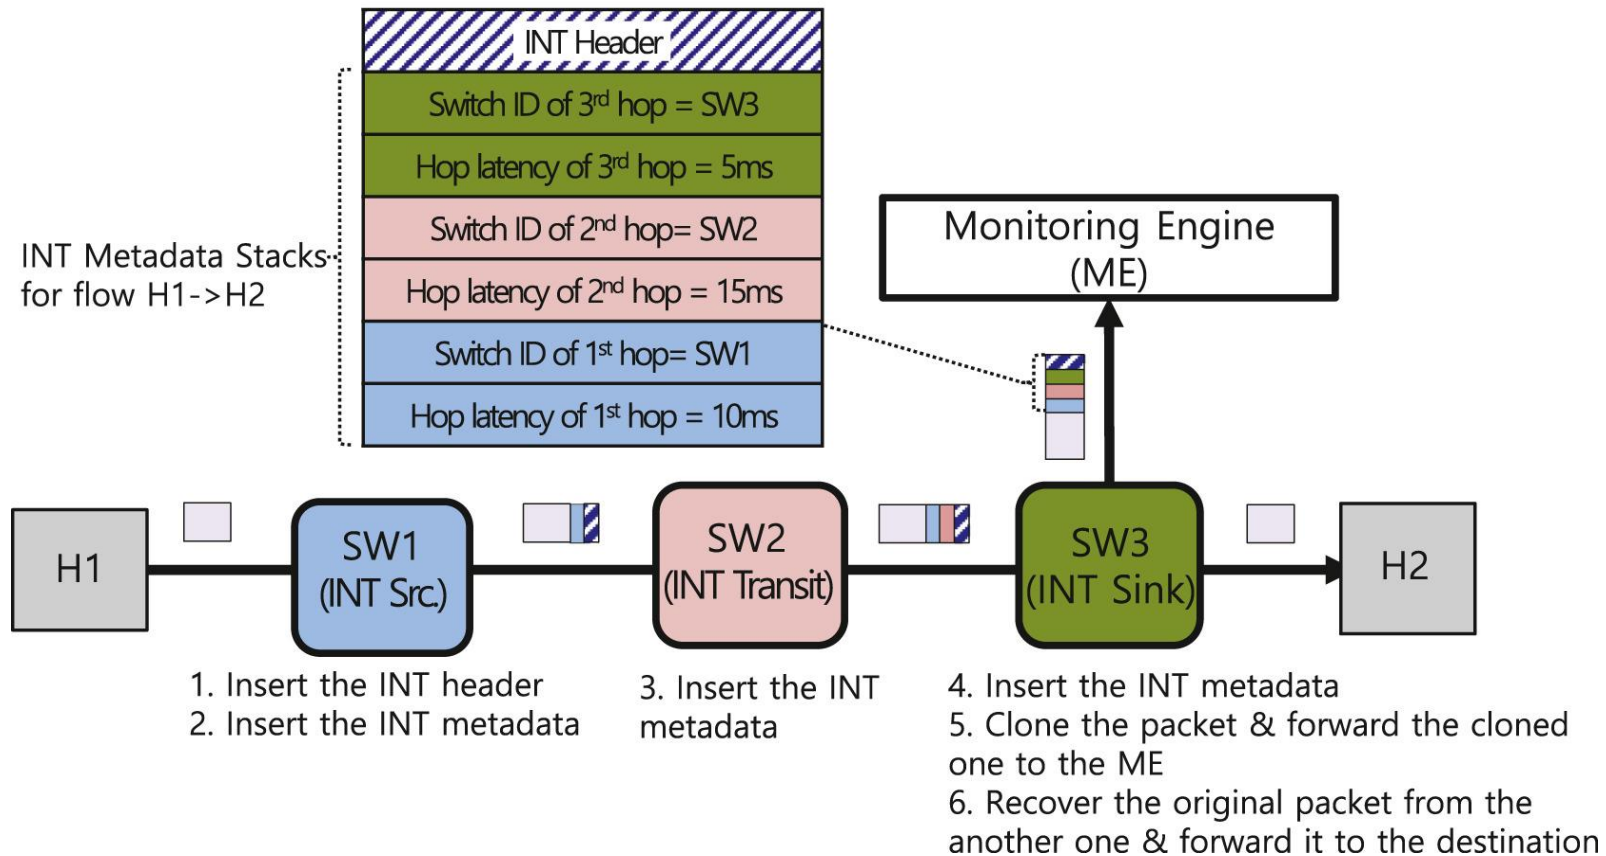 INT Header
Switch ID of 3rd hop = SW3
Hop latency of 3rd hop = 5ms
Switch ID of 2nd hop= SW2
Hop latency of 2nd hop = 15ms
Switch ID of 1st hop= SW1
Hop latency of 1st hop = 10ms
INT Metadata Stacks
for flow H1->H2
Monitoring Engine
(ME)
H1
SW1
(INT Src.)
SW2
(INT Transit)
SW3
(INT Sink)
H2
1. Insert the INT header
2. Insert the INT metadata
3. Insert the INT
metadata
4. Insert the INT metadata
5. Clone the packet & forward the cloned
one to the ME
6. Recover the original packet from the
another one & forward it to the destination